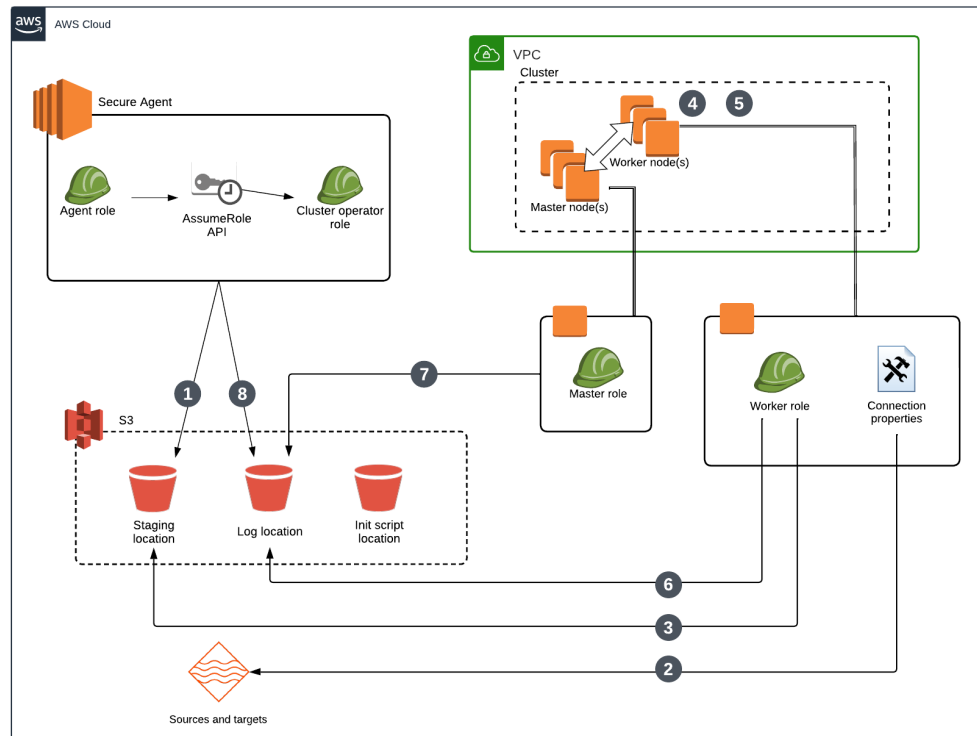 aws
AWS Cloud
VPC
Cluster
Secure Agent
4
5
Worker node(s)
Master node(s)
Agent role
AssumeRole
API
Cluster operator
role
7
Master role
Worker role
Connection
properties
1
8
S3
Staging
location
Log location
Init script
location
6
3
2
Sources and targets